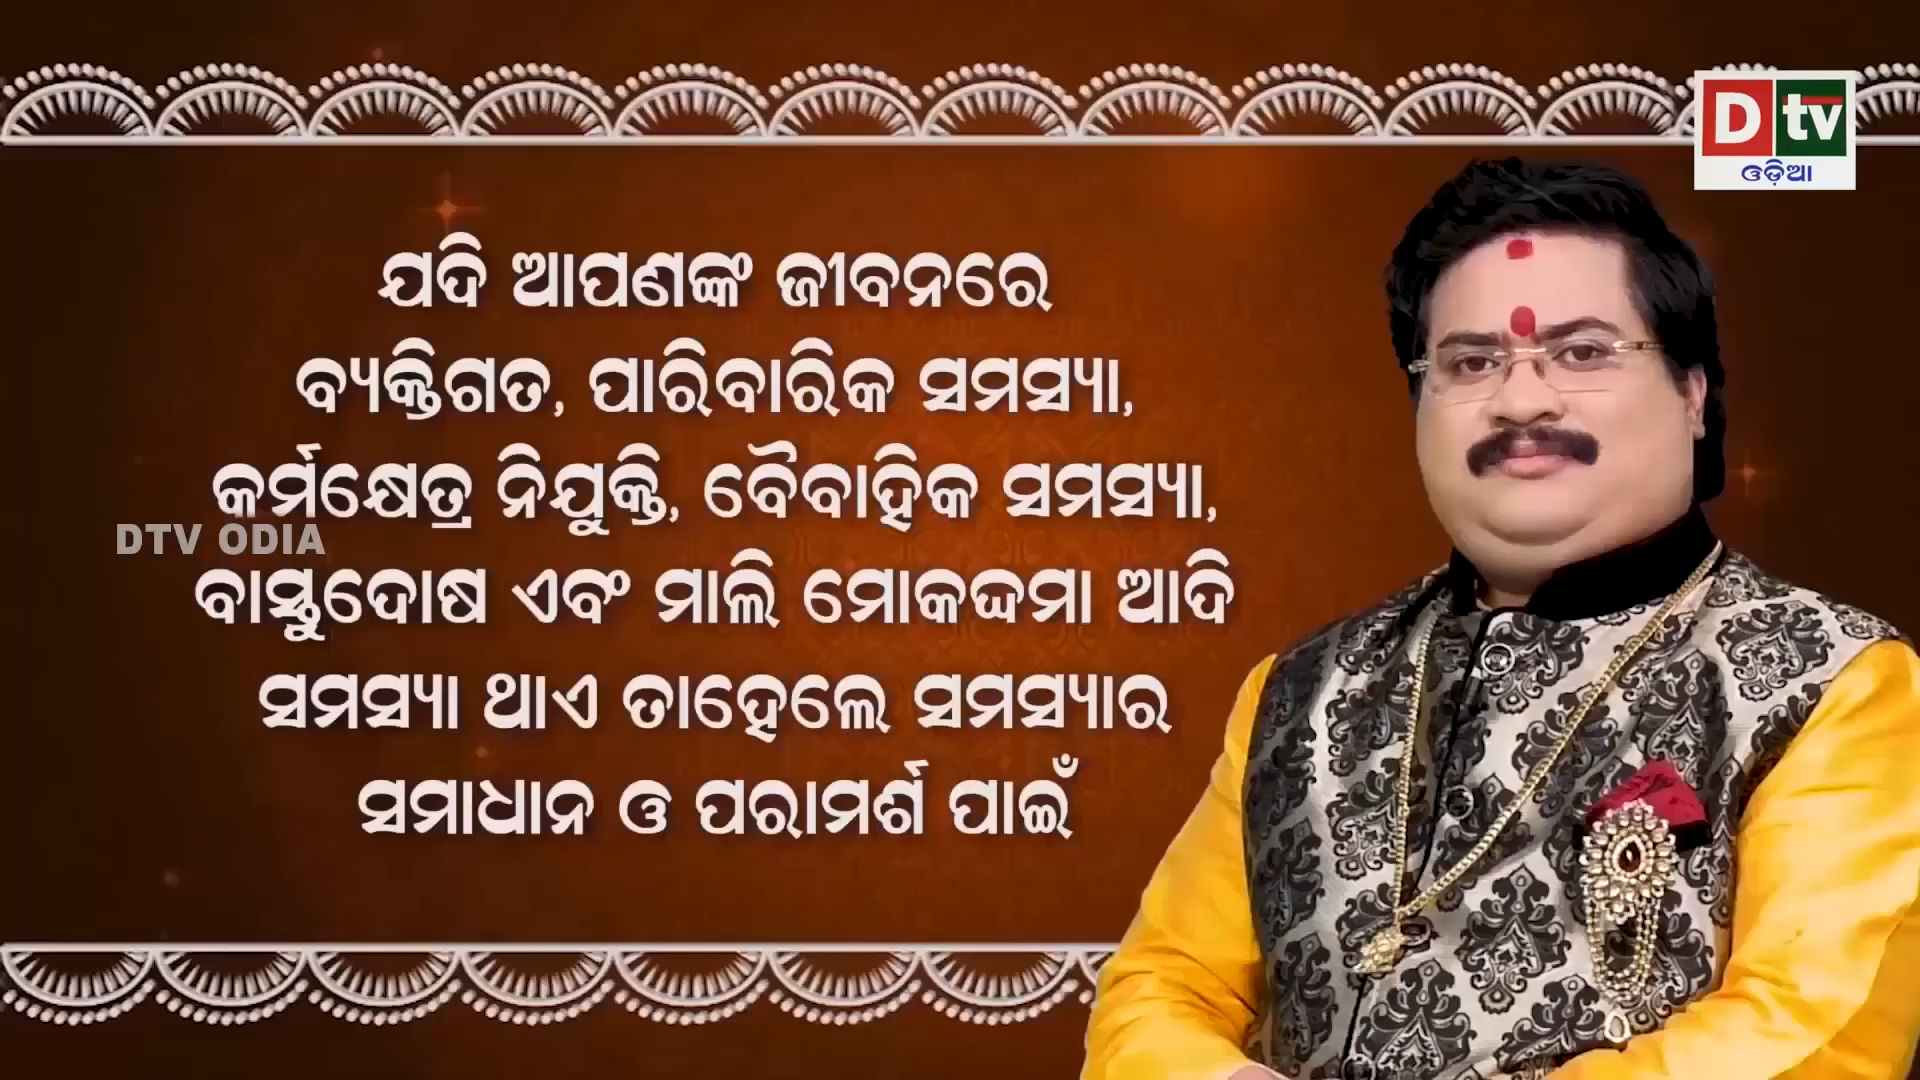 D tv
ଓଡ଼ିଆ
ଯଦି ଆପଣଙ୍କ ଜୀବନରେ
ବ୍ୟକ୍ତିଗତ, ପାରିବାରିକ ସମସ୍ୟା,
କର୍ମକ୍ଷେତ୍ର ନିଯୁକ୍ତି, ବୈବାହିକ ସମସ୍ୟା,
DTV ODIA
ବାସ୍ତୁଦୋଷ ଏବଂ ମାଲି ମୋକଦ୍ଦମା ଆଦି
ସମସ୍ୟା ଥାଏ ତାହେଲେ ସମସ୍ୟାର
ସମାଧାନ ଓ ପରାମର୍ଶ ପାଇଁ